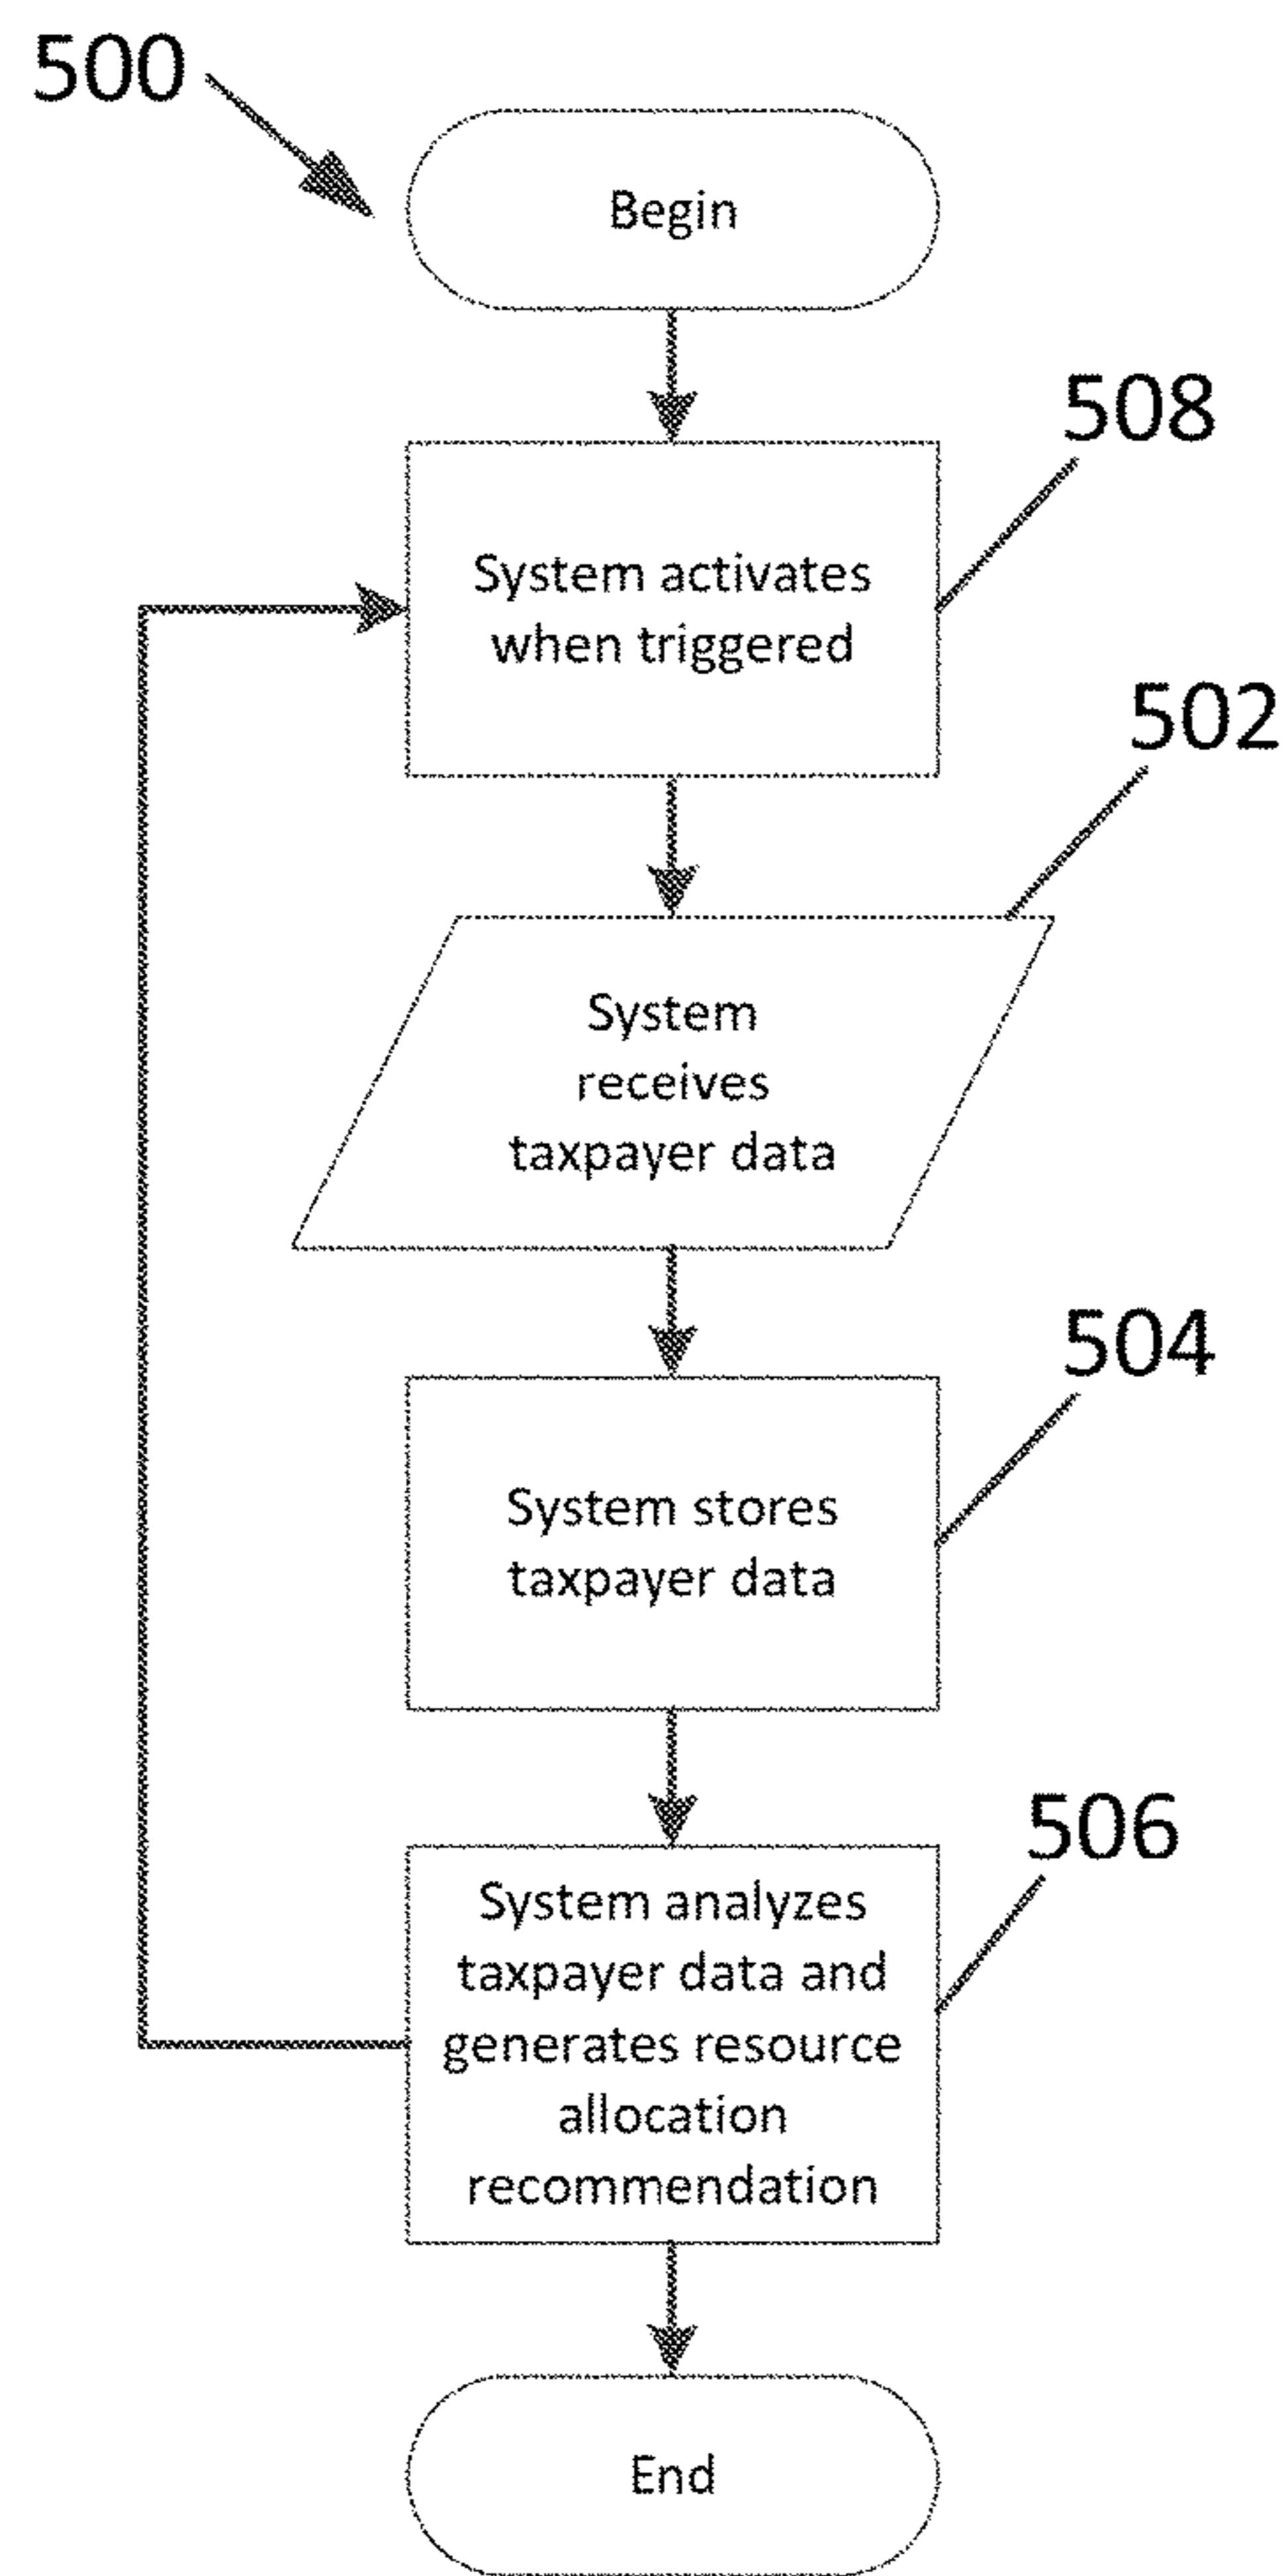 500
Begin
508
System activates
when triggered
502
System
receives
taxpayer data
504
System stores
taxpayer data
506
System analyzes
taxpayer data and
generates resource
allocation
recommendation
End